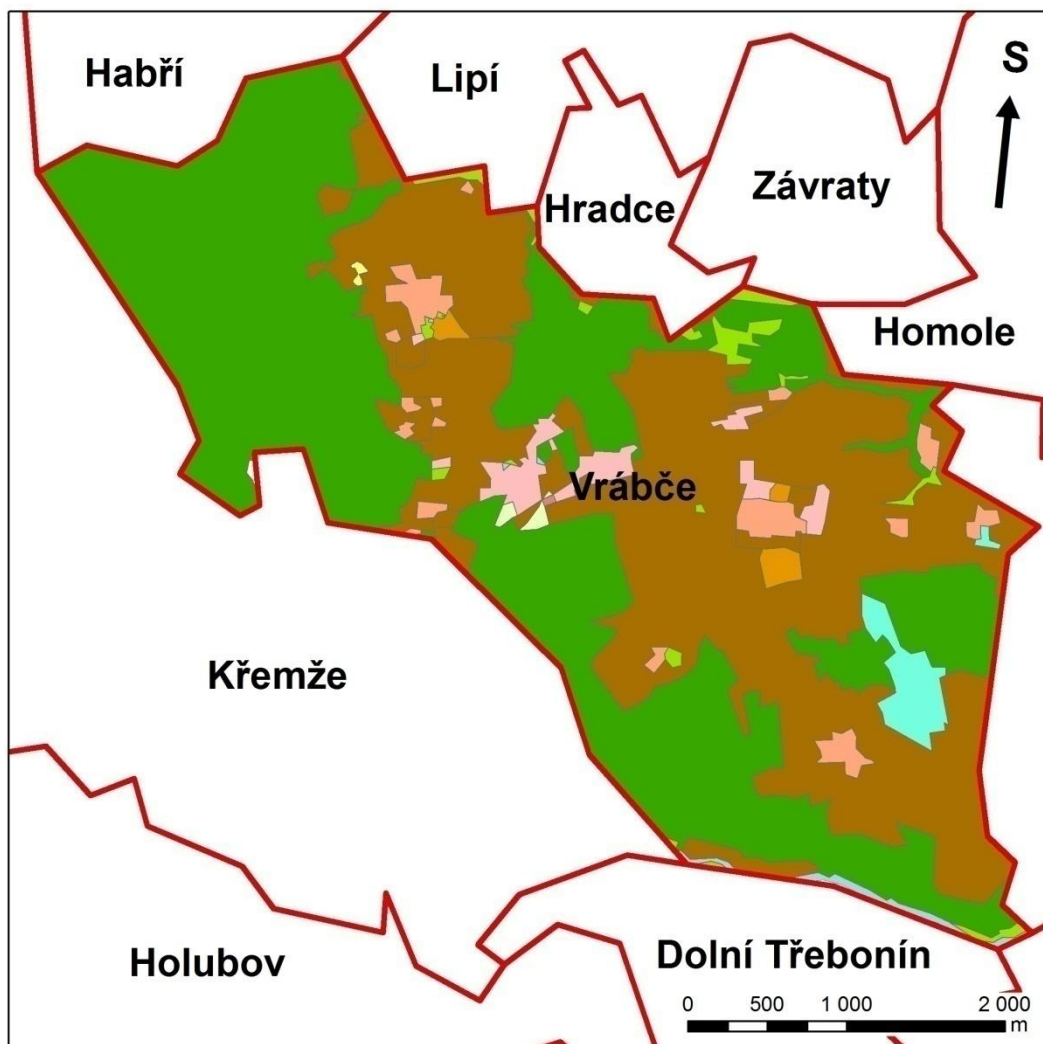 Habří
Lipí
S
Hradce
Závraty
Homole
Vrábče
Křemže
Holubov
Dolní Třebonín
0 500 1 000 2 000
m